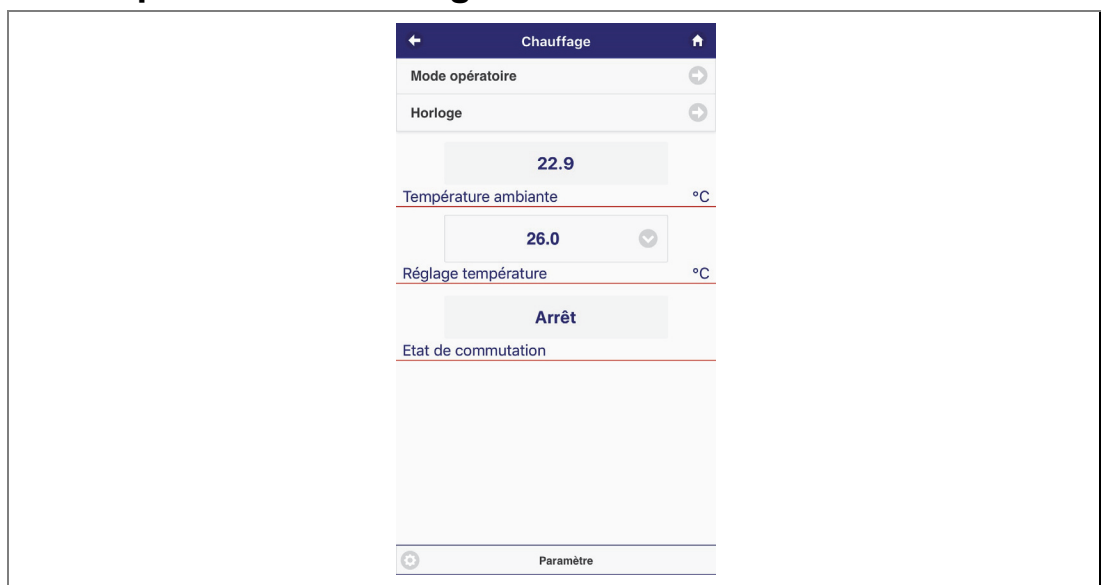 Chauffage
Mode opératoire
Horloge
22.9
Température ambiante °C
26.0
Réglage température °C
Arrêt
Etat de commutation
Paramètre